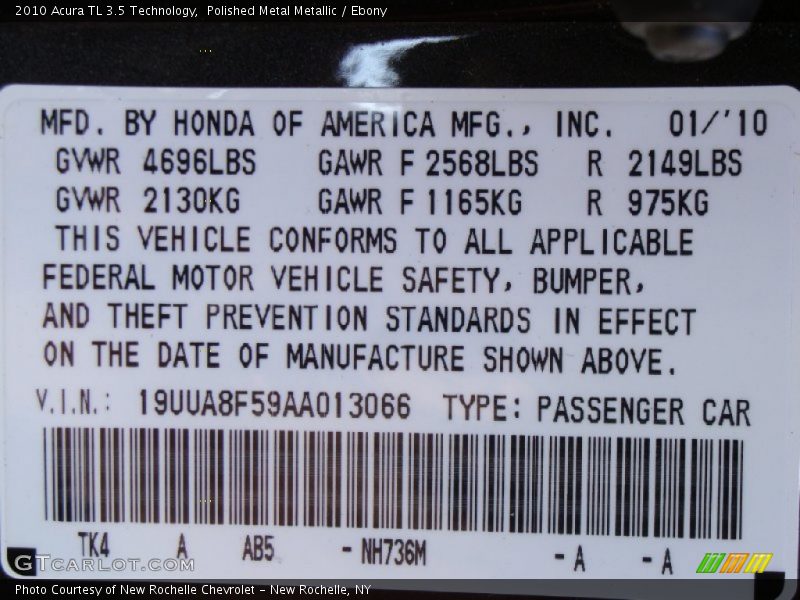 2010 Acura TL 3.5 Technology,  Polished Metal Metallic / Ebony
MFD. BY HONDA OF AMERICA MFG., INC. 01/'10
GVWR 4696LBS GAWR F 2568LBS R 2149LBS
GVWR 2130KG GAWR F 1165KG R 975KG
THIS VEHICLE CONFORMS TO ALL APPLICABLE
FEDERAL MOTOR VEHICLE SAFETY, BUMPER,
AND THEFT PREVENTION STANDARDS IN EFFECT
ON THE DATE OF MANUFACTURE SHOWN ABOVE.
V.I.N.: 19UUA8F59AA013066 TYPE: PASSENGER CAR
TK4 A AB5 -NH736M -A -A
GTCARLOT.COM
Photo Courtesy of New Rochelle Chevrolet – New Rochelle, NY